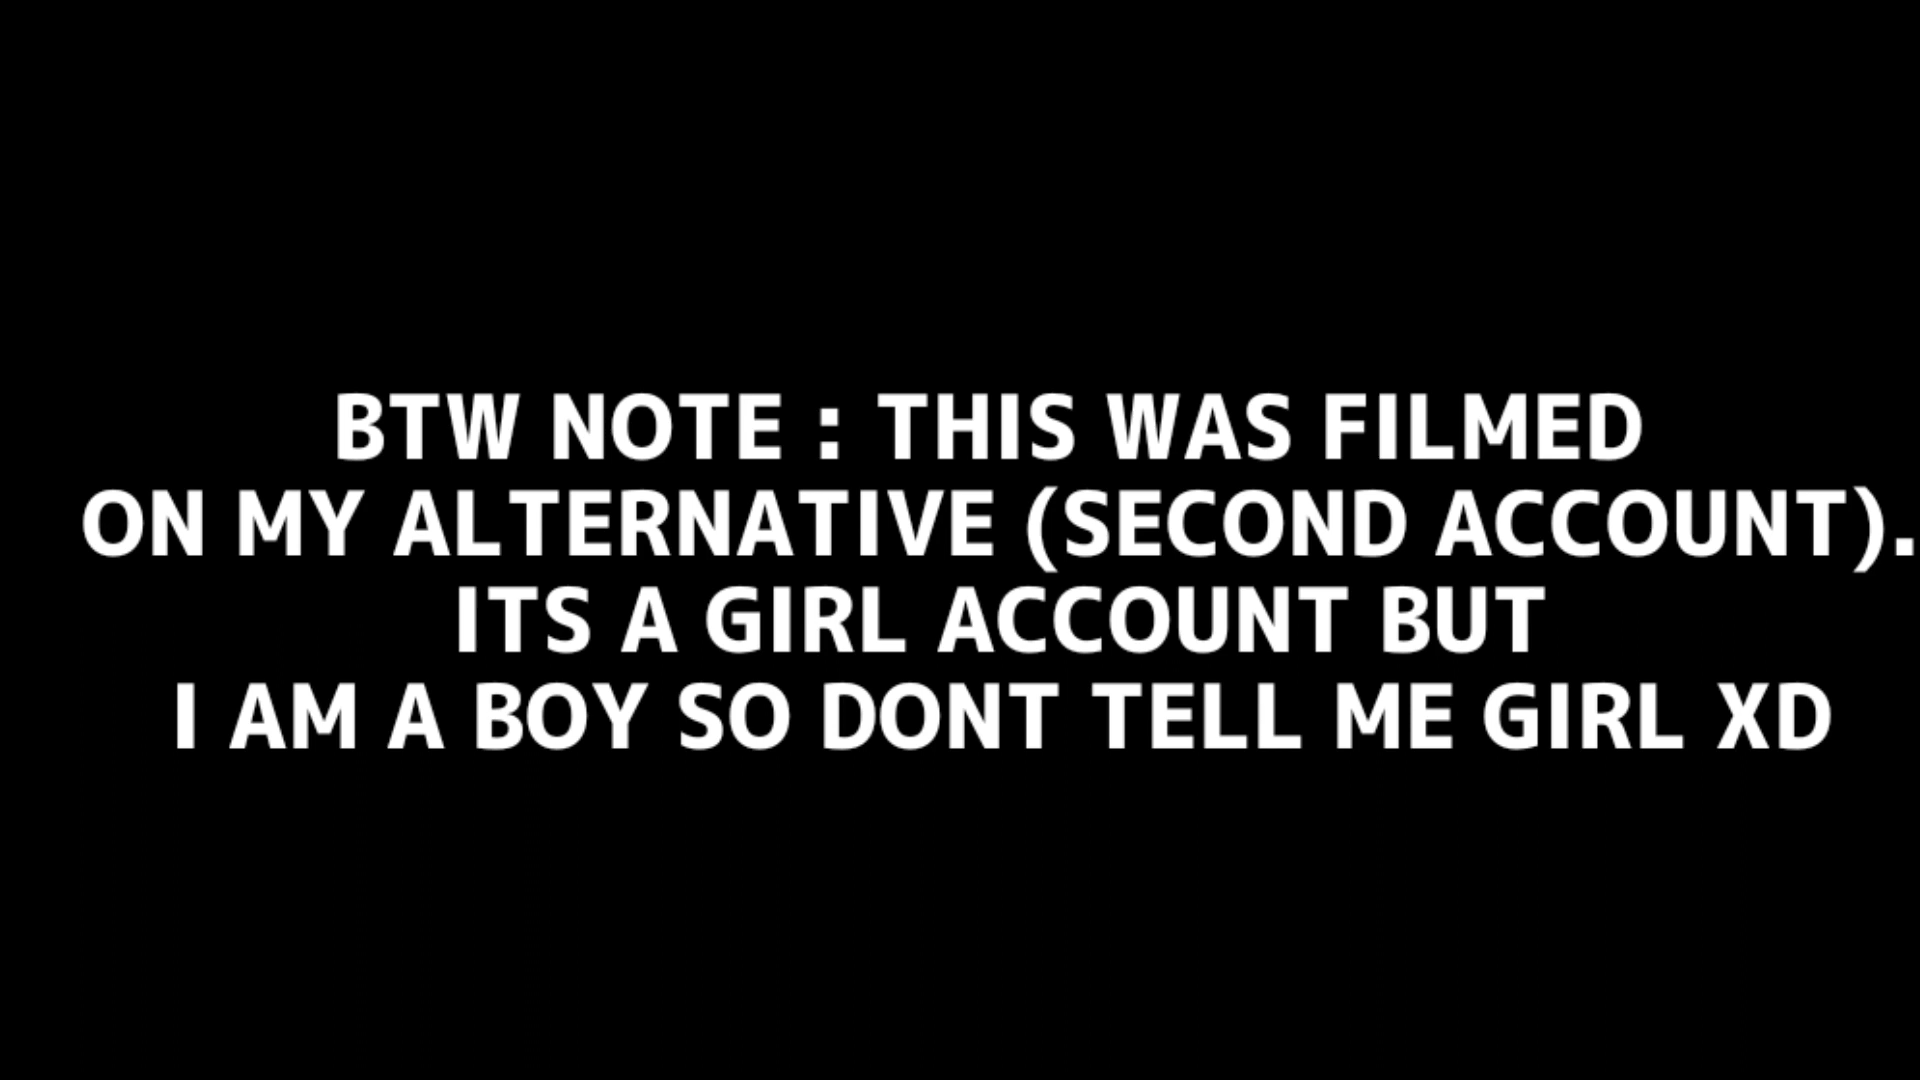 BTW NOTE : THIS WAS FILMED
ON MY ALTERNATIVE (SECOND ACCOUNT).
ITS A GIRL ACCOUNT BUT
I AM A BOY SO DONT TELL ME GIRL XD